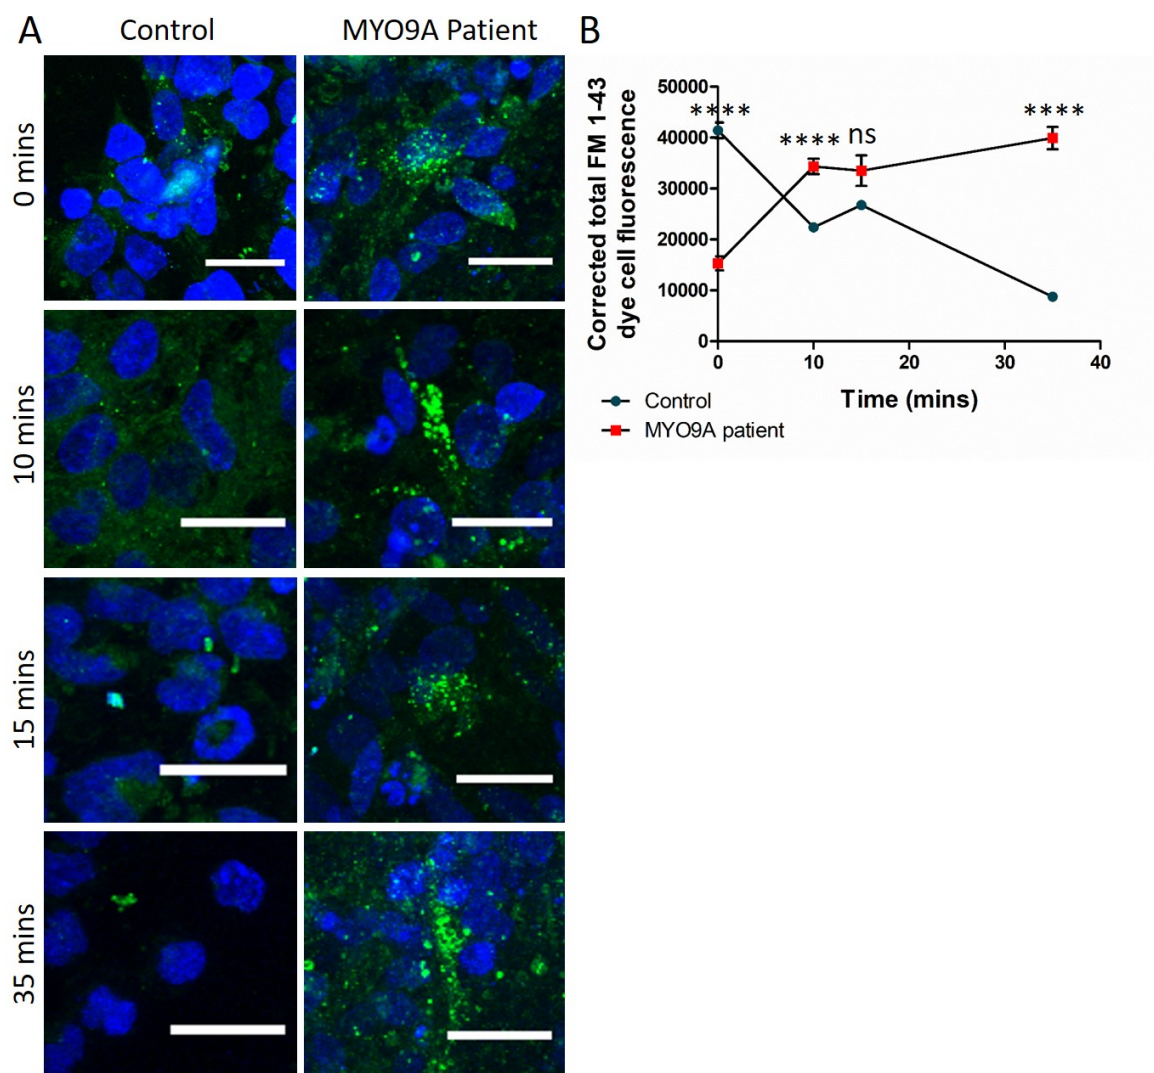 A
Control
MYO9A Patient
0 mins
10 mins
15 mins
35 mins
B
Corrected total FM 1-43
dye cell fluorescence
50000
40000
30000
20000
10000
0
****
****
ns
****
0
10
20
30
40
Time (mins)
Control
MYO9A patient